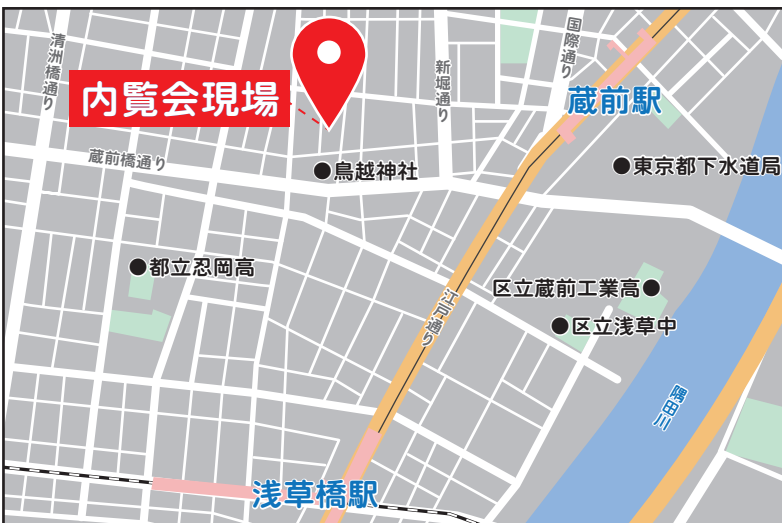 清洲橋通り
国際通り
新堀通り
内覧会現場
蔵前駅
蔵前橋通り
●鳥越神社
●東京都下水道局
●都立忍岡高
区立蔵前工業高●
●区立浅草中
江戸通り
隅田川
浅草橋駅